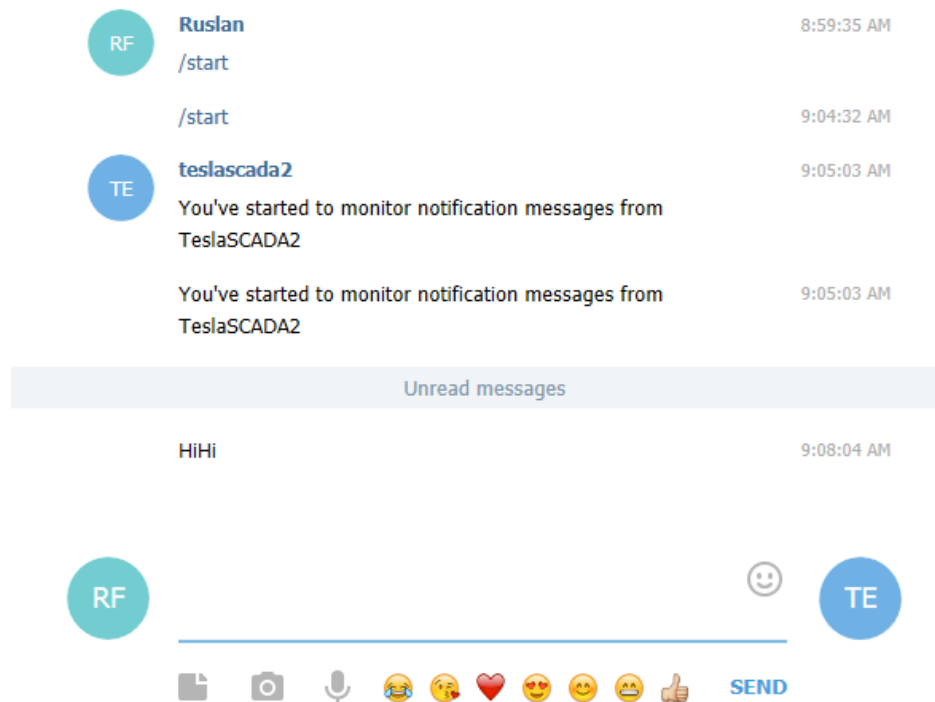 RF
Ruslan
8:59:35 AM
/start
/start
9:04:32 AM
TE
teslascada2
9:05:03 AM
You've started to monitor notification messages from
TeslaSCADA2
You've started to monitor notification messages from
9:05:03 AM
TeslaSCADA2
Unread messages
HiHi
9:08:04 AM
RF
TE
SEND